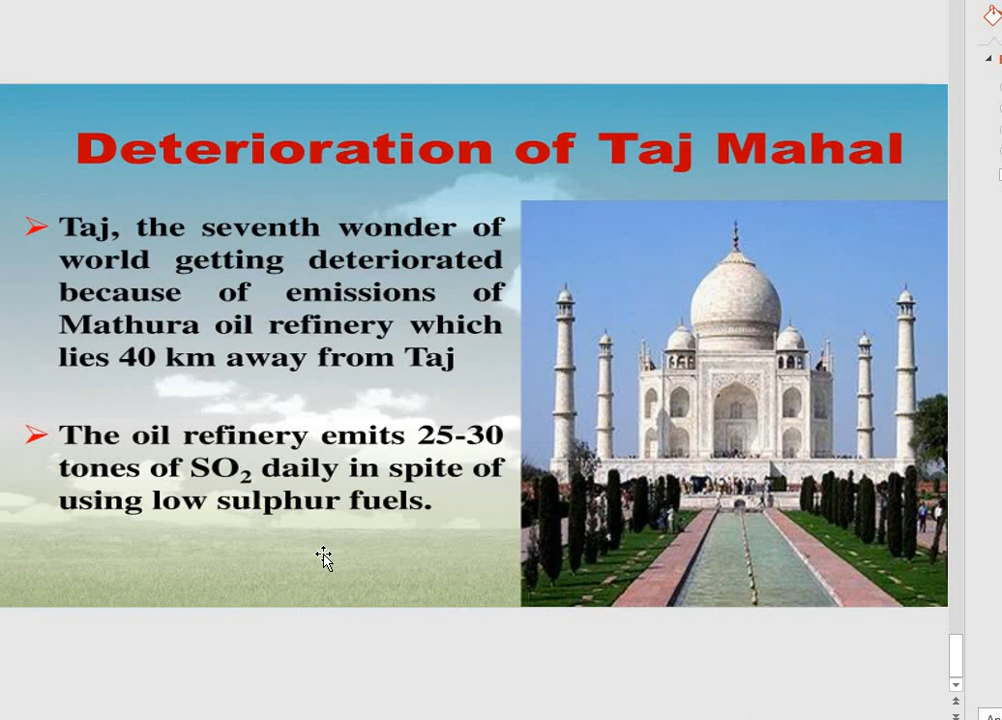 Deterioration of Taj Mahal
Taj, the seventh wonder of
world getting deteriorated
because of emissions of
Mathura oil refinery which
lies 40 km away from Taj
The oil refinery emits 25-30
tones of SO₂ daily in spite of
using low sulphur fuels.